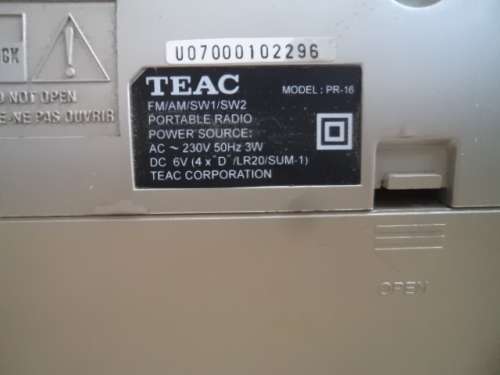 U07000102296
CK
TEAC
MODEL: PR-16
FM/AM/SW1/SW2
PORTABLE RADIO
POWER SOURCE:
AC ~ 230V 50Hz 3W
DC 6V (4 x "D"/LR20/SUM-1)
TEAC CORPORATION
O NOT OPEN
E-NE PAS OUVRIR
OPEN